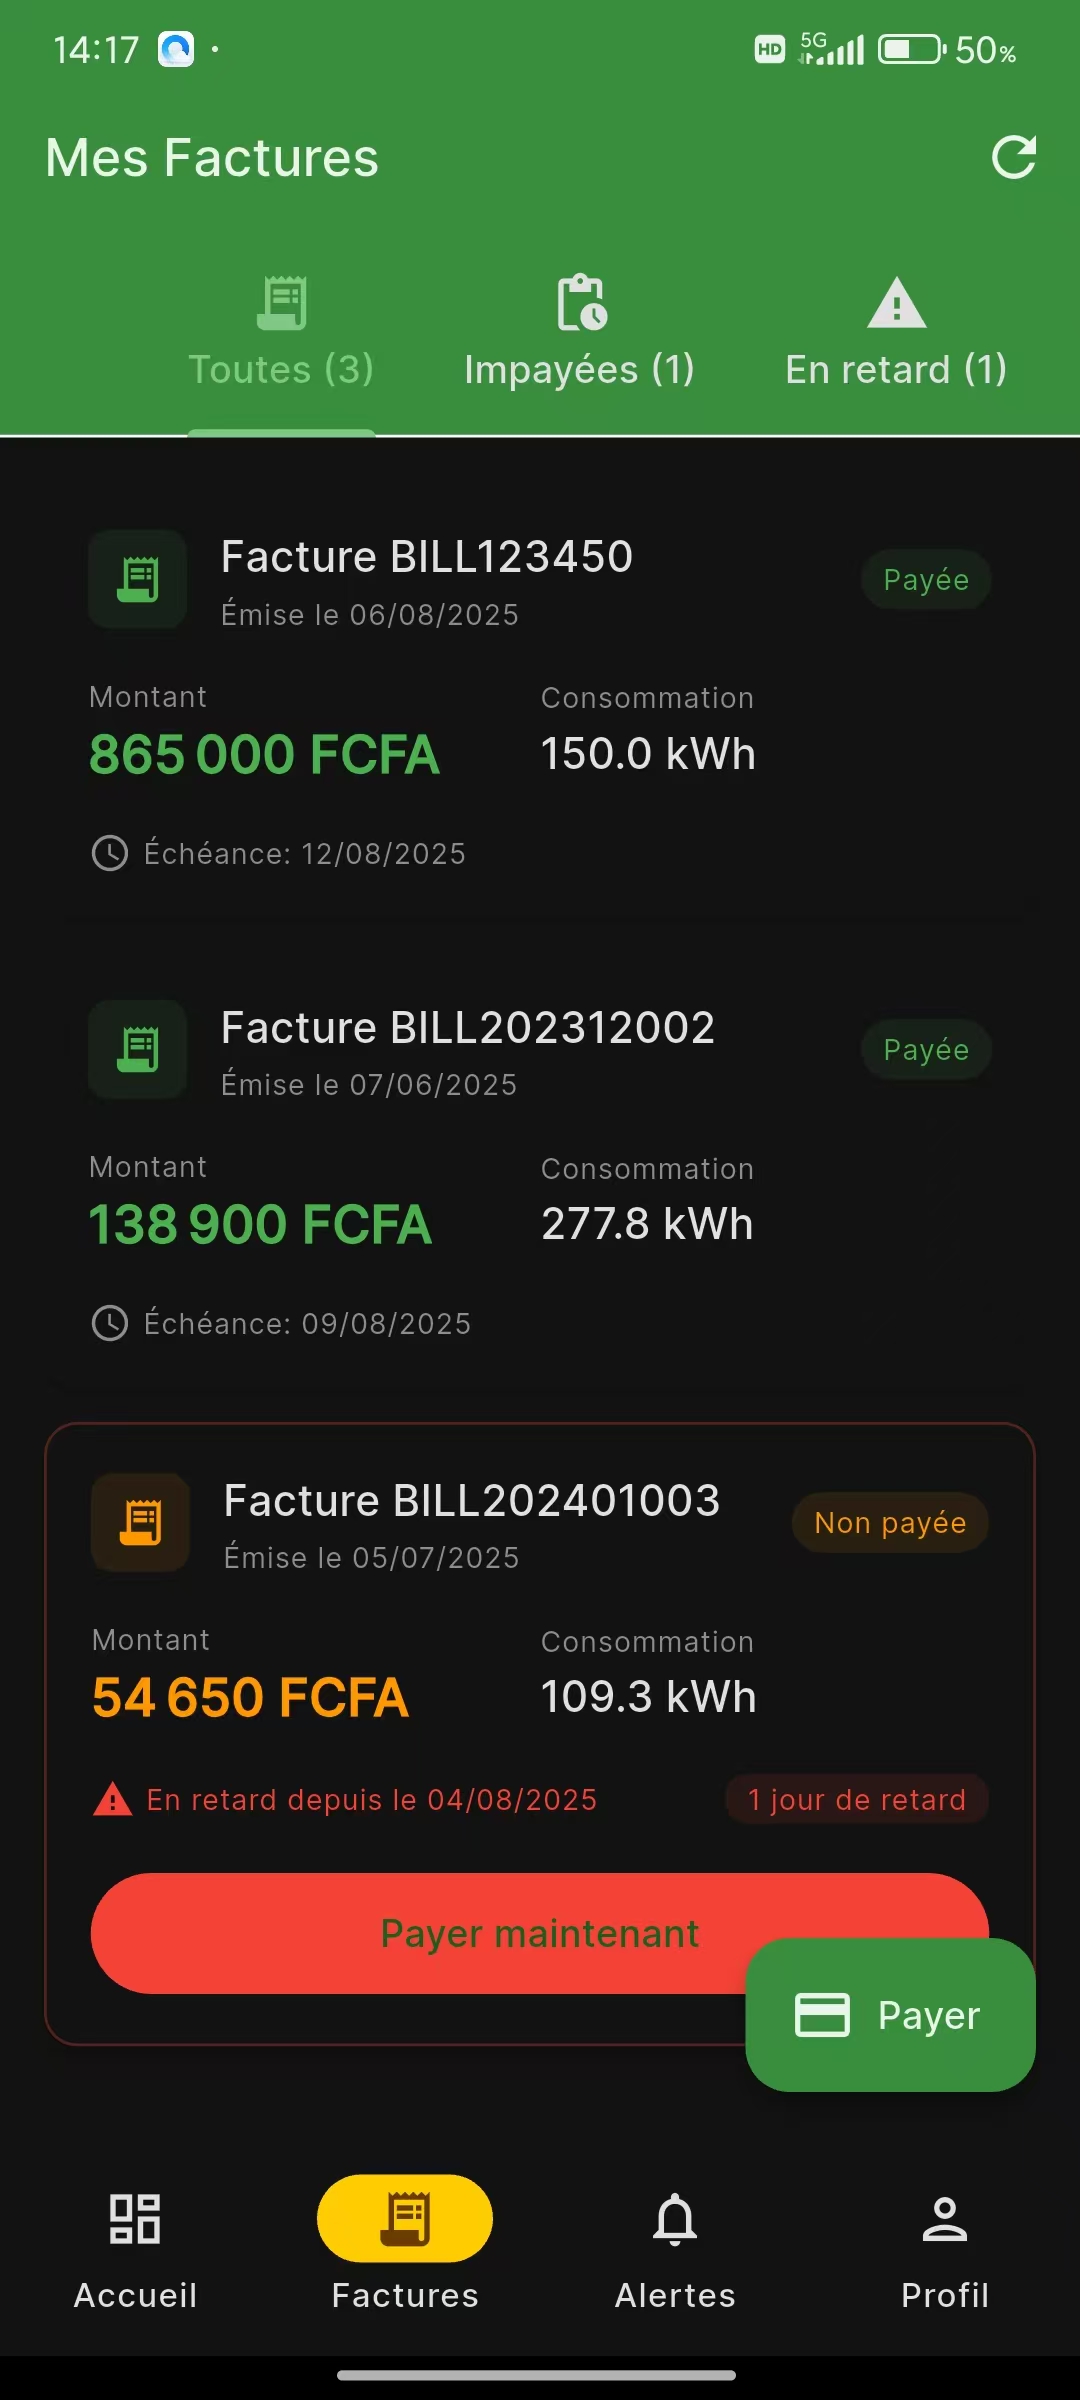 14:17
HD 5G 50%
Mes Factures
Toutes (3) Impayées (1) En retard (1)
Facture BILL123450
Payée
Émise le 06/08/2025
Montant Consommation
865 000 FCFA 150.0 kWh
Échéance: 12/08/2025
Facture BILL202312002
Payée
Émise le 07/06/2025
Montant Consommation
138 900 FCFA 277.8 kWh
Échéance: 09/08/2025
Facture BILL202401003
Non payée
Émise le 05/07/2025
Montant Consommation
54 650 FCFA 109.3 kWh
En retard depuis le 04/08/2025 1 jour de retard
Payer maintenant
Payer
Accueil Factures Alertes Profil